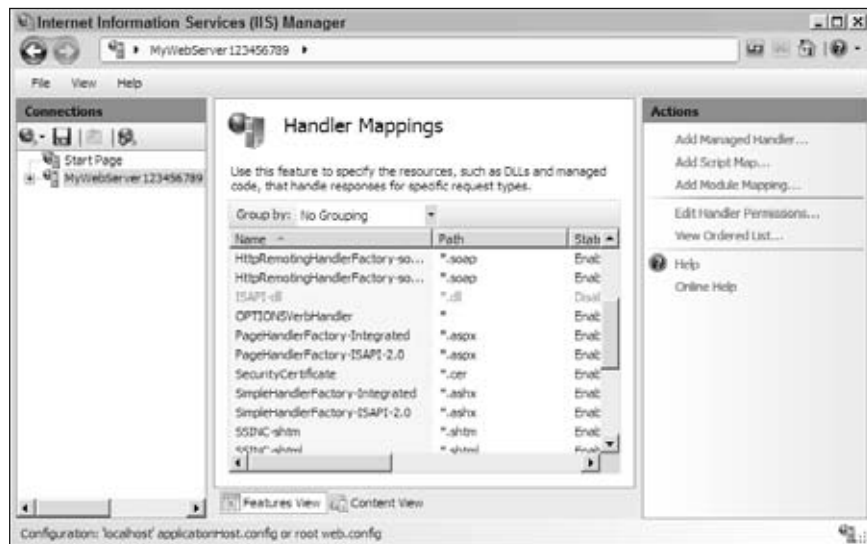 Internet Information Services (IIS) Manager
MyWebServer123456789
File View Help
Connections
Start Page
MyWebServer123456789
Handler Mappings
Use this feature to specify the resources, such as DLLs and managed
code, that handle responses for specific request types.
Group by: No Grouping
Name Path Stat
HttpRemotingHandlerFactory-so... *.soap Enab
HttpRemotingHandlerFactory-so... *.soap Enab
ISAPI-dll *.dll Disal
OPTIONSVerbHandler * Enab
PageHandlerFactory-Integrated *.aspx Enab
PageHandlerFactory-ISAPI-2.0 *.aspx Enab
SecurityCertificate *.cer Enab
SimpleHandlerFactory-Integrated *.ashx Enab
SimpleHandlerFactory-ISAPI-2.0 *.ashx Enab
SSINC-shtm *.shtm Enab
SSINC-shtml *.shtml Enab
Features View Content View
Actions
Add Managed Handler...
Add Script Map...
Add Module Mapping...
Edit Handler Permissions...
View Ordered List...
Help
Online Help
Configuration: 'localhost' applicationHost.config or root web.config